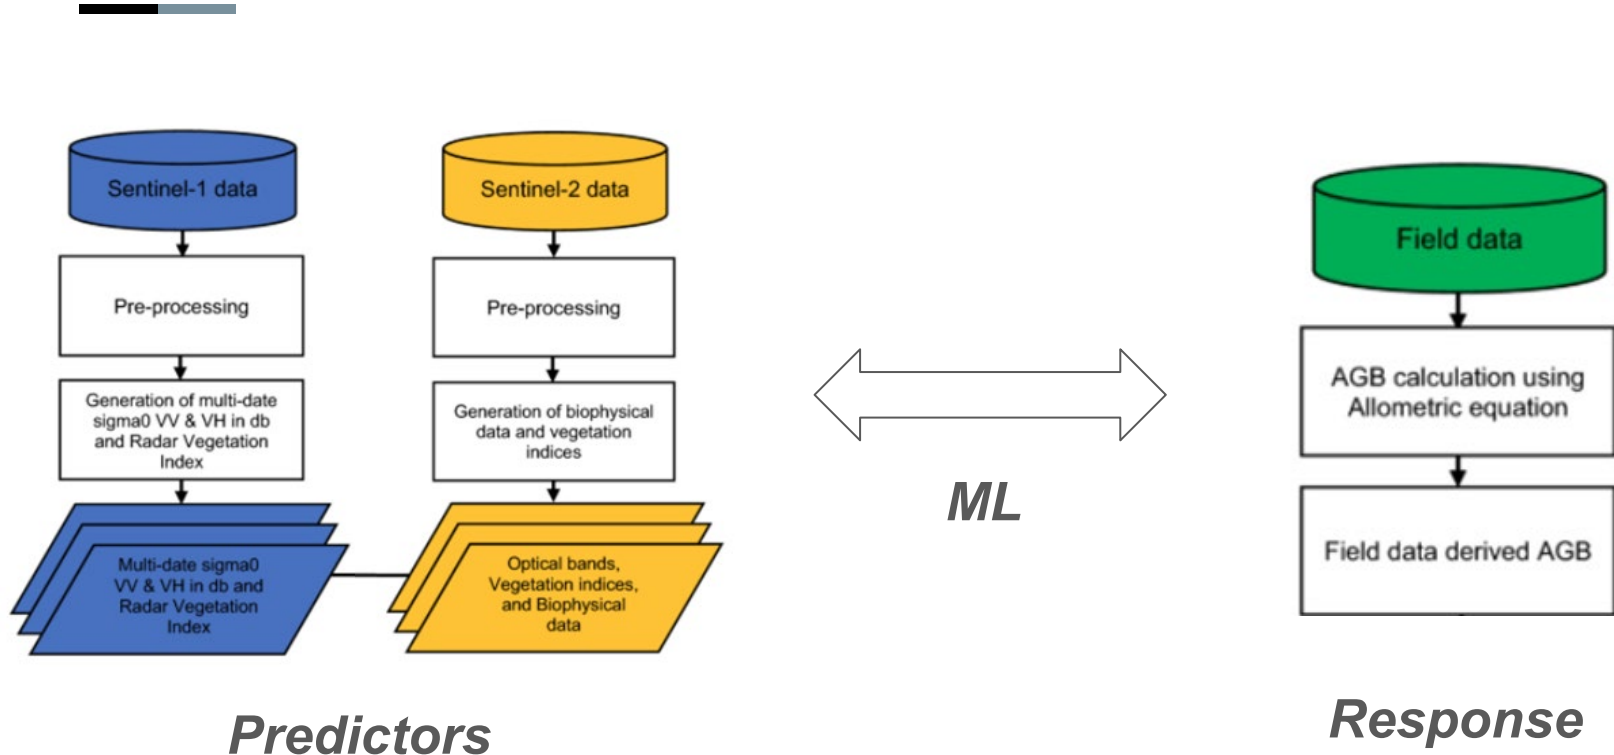 Sentinel-1 data
Pre-processing
Generation of multi-date
sigma0 VV & VH in db
and Radar Vegetation
Index
Multi-date sigma0
VV & VH in db and
Radar Vegetation
Index
Sentinel-2 data
Pre-processing
Generation of biophysical
data and vegetation
indices
Optical bands,
Vegetation indices,
and Biophysical
data
Predictors
ML
Field data
AGB calculation using
Allometric equation
Field data derived AGB
Response